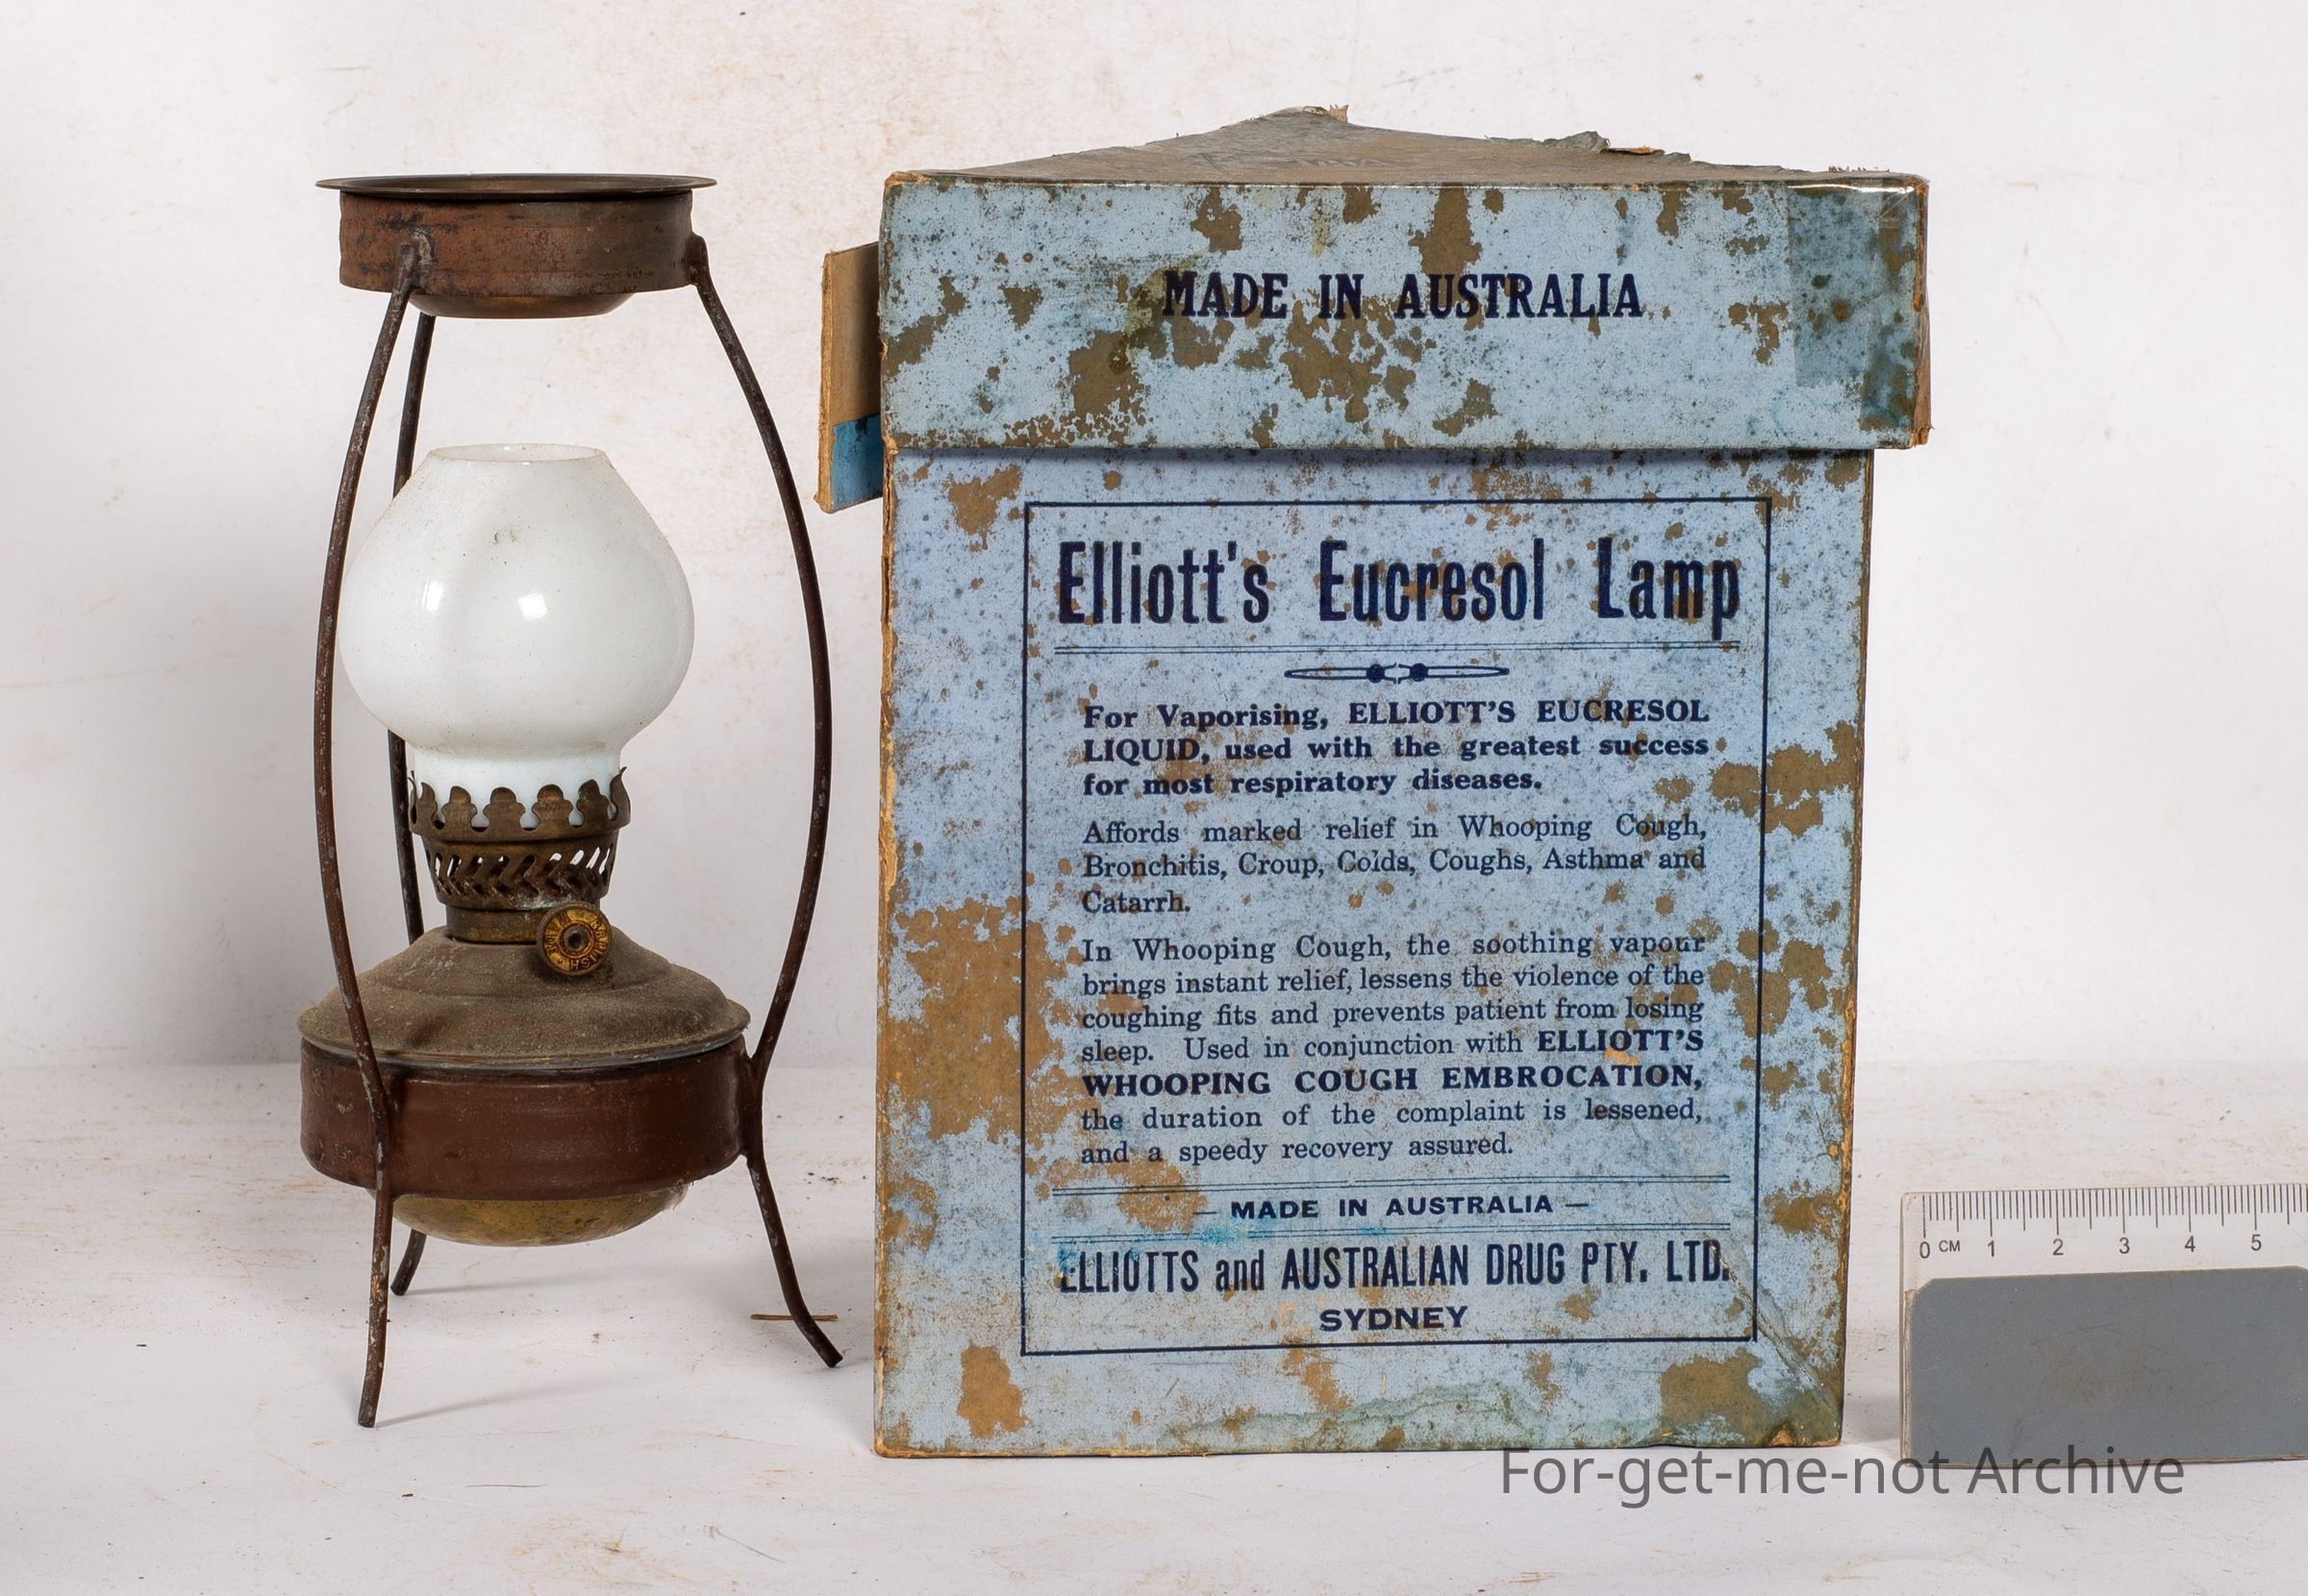 MADE IN AUSTRALIA
Elliott's Eucresol Lamp
For Vaporising, ELLIOTT'S EUCRESOL
LIQUID, used with the greatest success
for most respiratory diseases.
Affords marked relief in Whooping Cough,
Bronchitis, Croup, Colds, Coughs, Asthma and
Catarrh.
In Whooping Cough, the soothing vapour
brings instant relief, lessens the violence of the
coughing fits and prevents patient from losing
sleep. Used in conjunction with ELLIOTT'S
WHOOPING COUGH EMBROCATION,
the duration of the complaint is lessened,
and a speedy recovery assured.
— MADE IN AUSTRALIA —
ELLIOTTS and AUSTRALIAN DRUG PTY. LTD.
SYDNEY
0 CM 1 2 3 4 5
For-get-me-not Archive